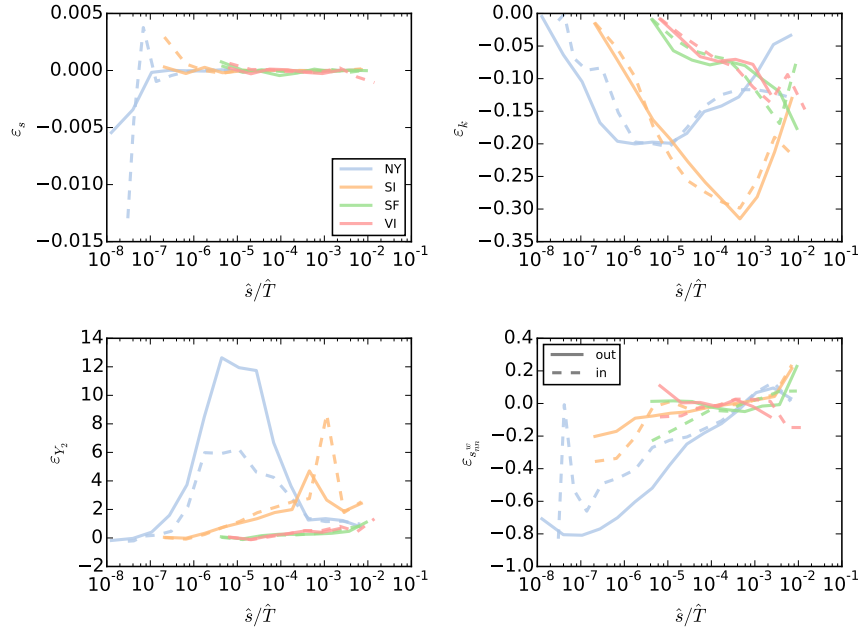 0.005
0.000
−0.005
−0.010
−0.015
ε_s
10^-8 10^-7 10^-6 10^-5 10^-4 10^-3 10^-2 10^-1
ŝ/T̂
NY
SI
SF
VI
0.00
−0.05
−0.10
−0.15
−0.20
−0.25
−0.30
−0.35
ε_k
10^-8 10^-7 10^-6 10^-5 10^-4 10^-3 10^-2 10^-1
ŝ/T̂
14
12
10
8
6
4
2
0
−2
ε_{Y_2}
10^-8 10^-7 10^-6 10^-5 10^-4 10^-3 10^-2 10^-1
ŝ/T̂
0.4
0.2
0.0
−0.2
−0.4
−0.6
−0.8
−1.0
ε_{s_{nn}^w}
out
in
10^-8 10^-7 10^-6 10^-5 10^-4 10^-3 10^-2 10^-1
ŝ/T̂